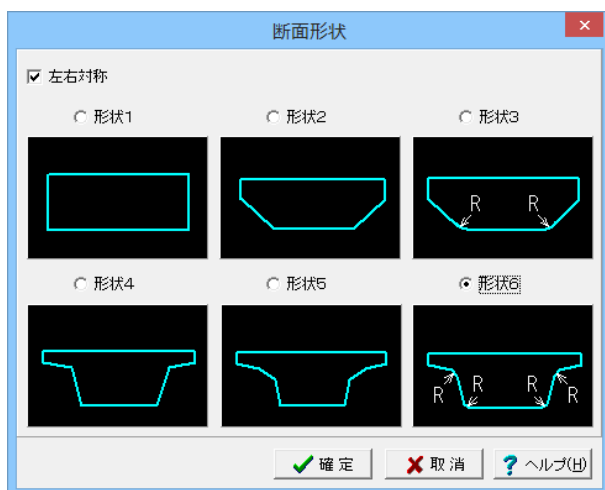 断面形状
左右対称
形状1 形状2 形状3
R R
形状4 形状5 形状6
R R R R
確定 取消 ヘルプ(H)